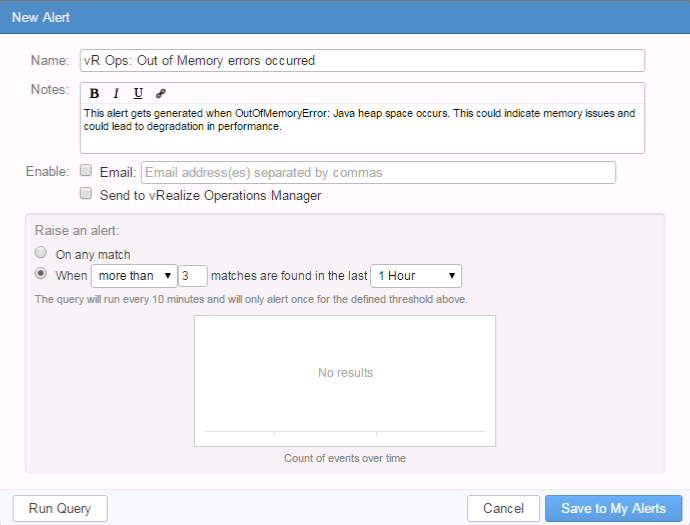 New Alert
Name: vR Ops: Out of Memory errors occurred
Notes: B I U
This alert gets generated when OutOfMemoryError: Java heap space occurs. This could indicate memory issues and
could lead to degradation in performance.
Enable: Email: Email address(es) separated by commas
Send to vRealize Operations Manager
Raise an alert:
On any match
When more than 3 matches are found in the last 1 Hour
The query will run every 10 minutes and will only alert once for the defined threshold above.
No results
Count of events over time
Run Query Cancel Save to My Alerts